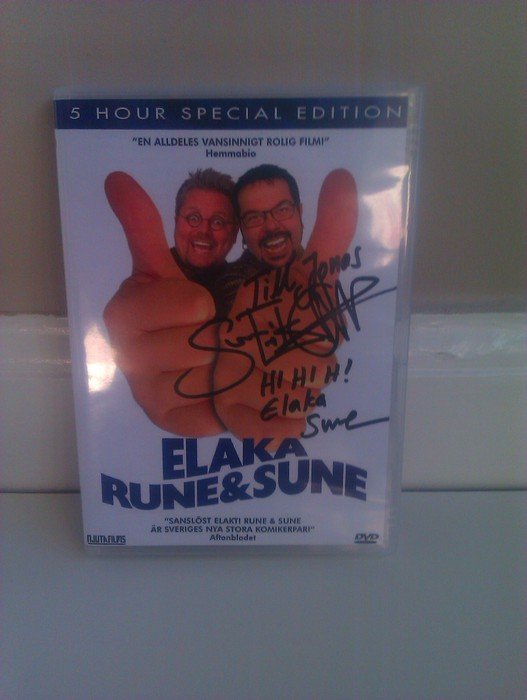 5 HOUR SPECIAL EDITION
"EN ALLDELES VANSINNIGT ROLIG FILM!"
Hemmabio
Till Jonas
HI HI H!
Elaka
Sune
ELAKA
RUNE&SUNE
"SANSLÖST ELAKT! RUNE & SUNE
ÄR SVERIGES NYA STORA KOMIKERPAR!"
Aftonbladet
NJUTAFILMS
DVD